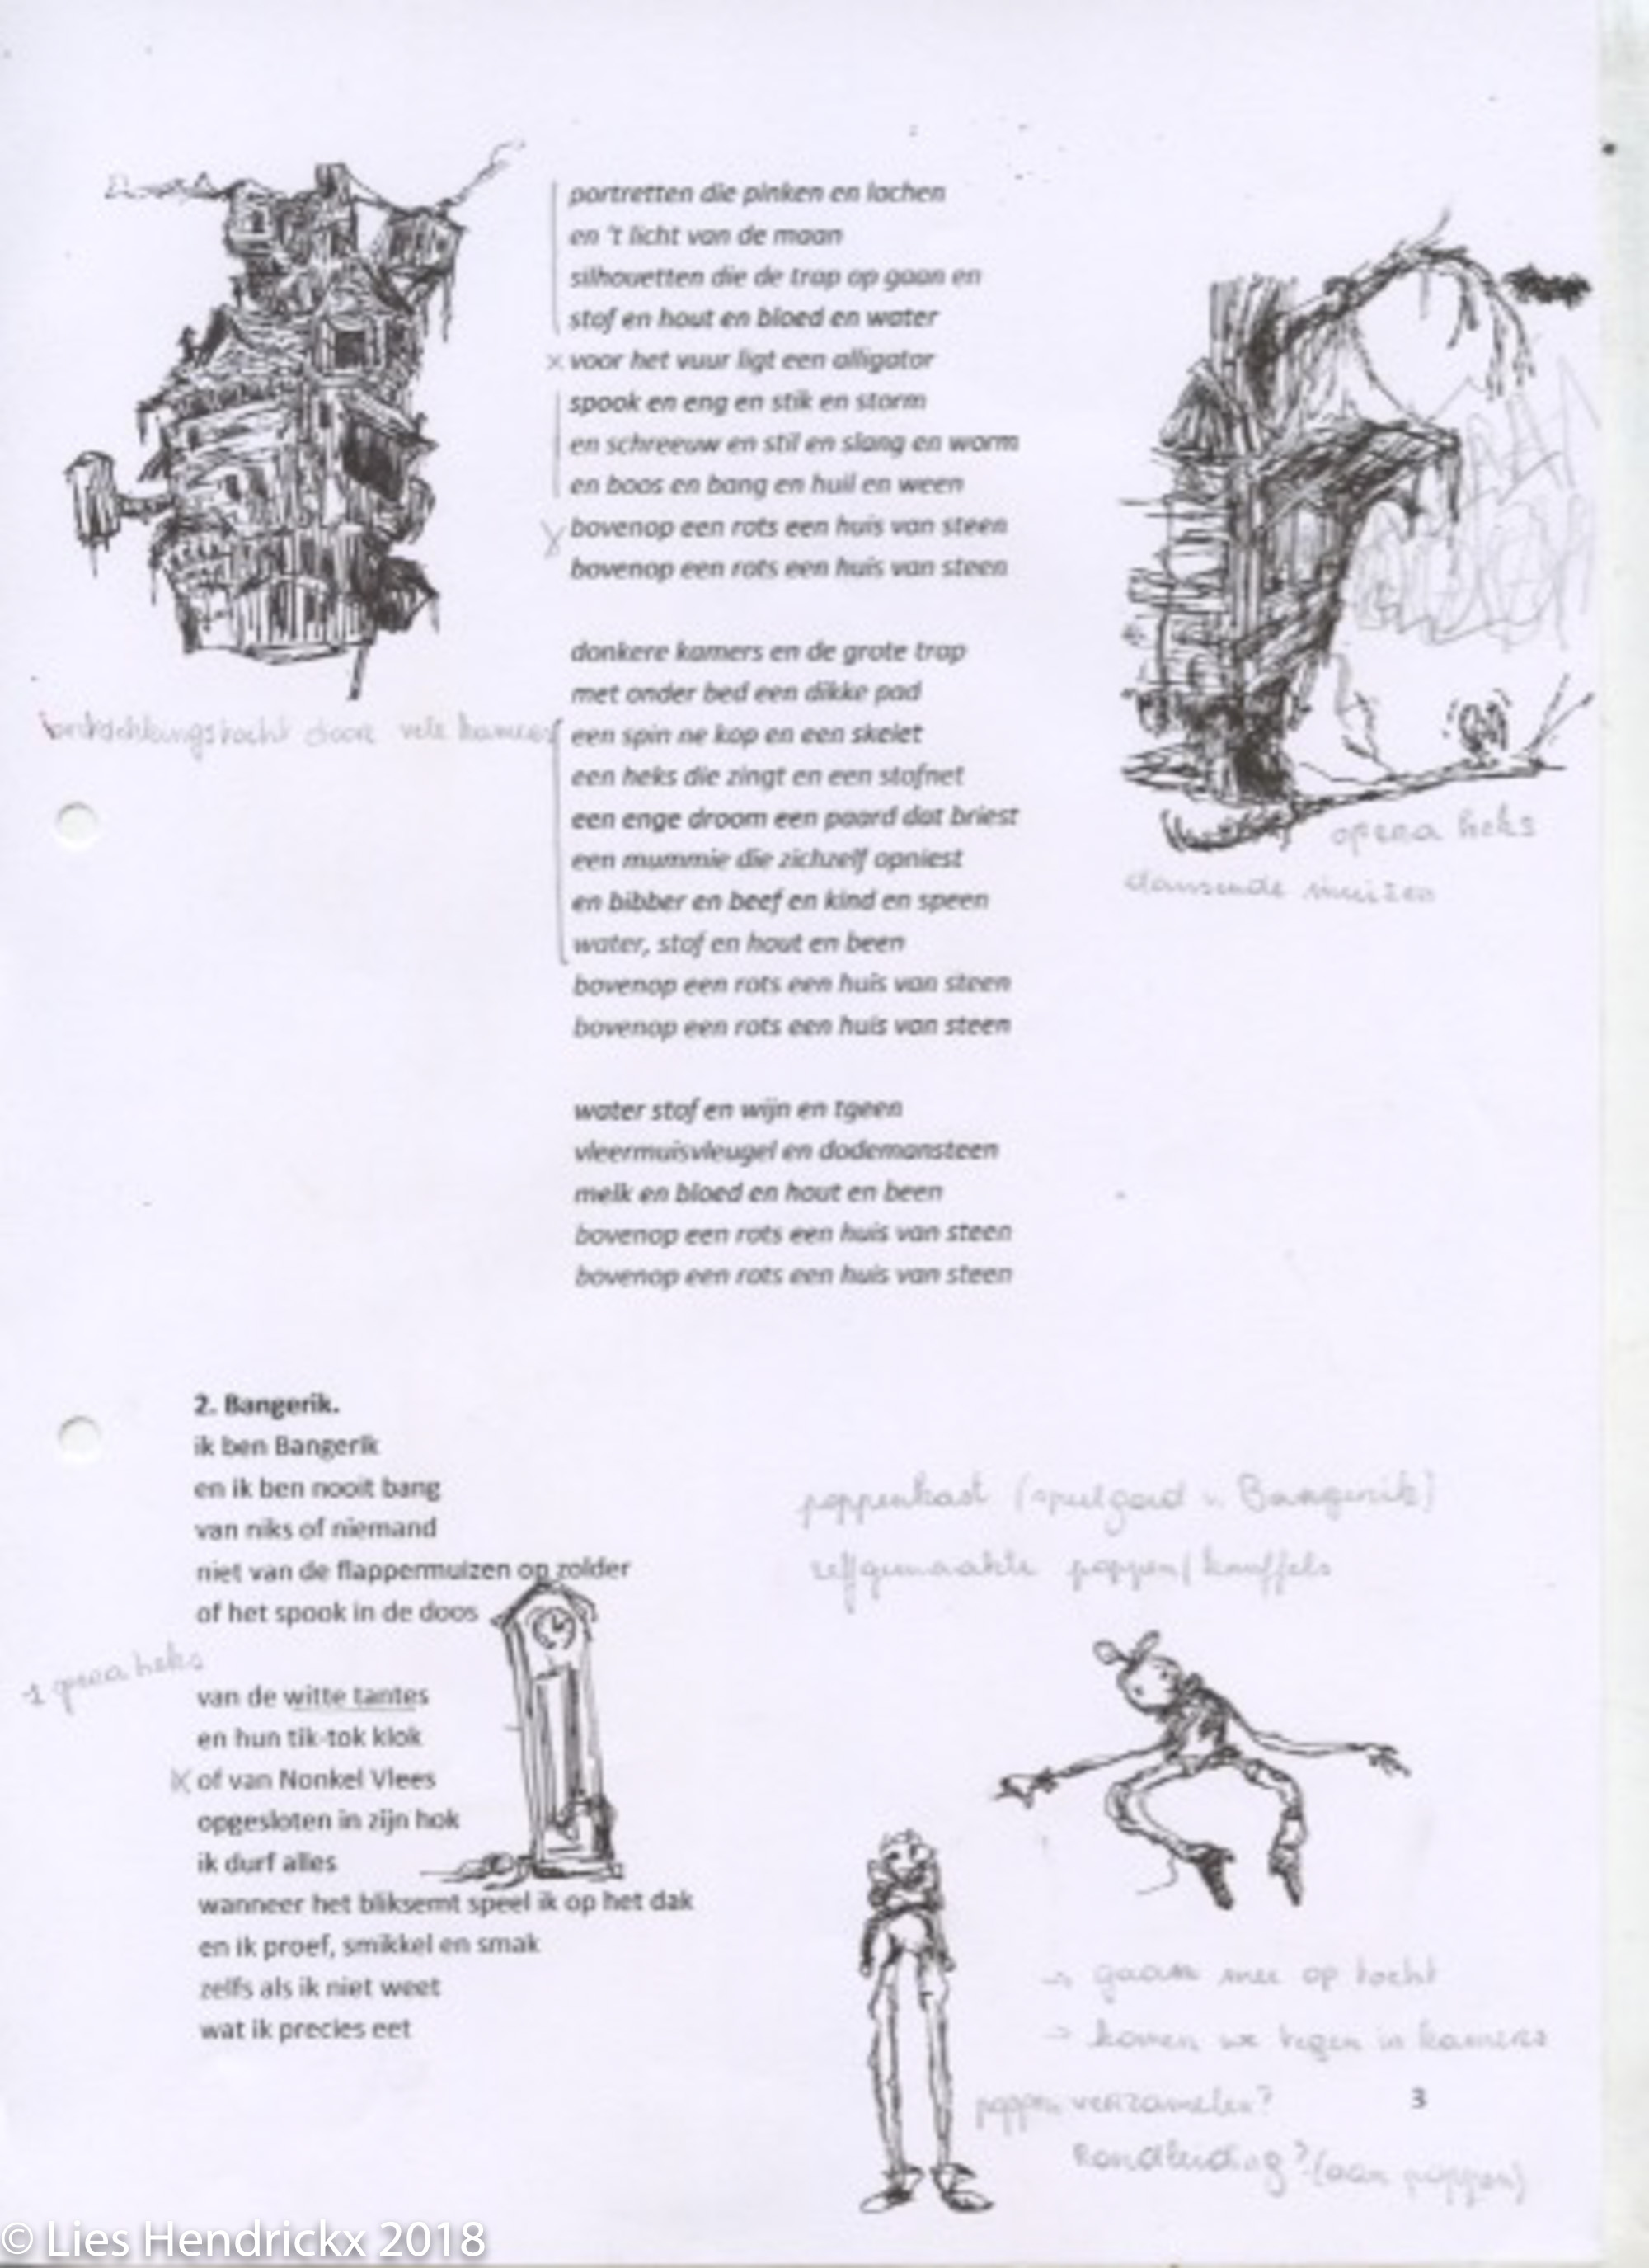 portretten die pinken en lachen
en 't licht van de maan
silhouetten die de trap op gaan en
stof en hout en bloed en water
x voor het vuur ligt een alligator
spook en eng en stik en storm
en schreeuw en stil en slang en worm
en boos en bang en huil en ween
bovenop een rots een huis van steen
bovenop een rots een huis van steen
donkere kamers en de grote trap
met onder bed een dikke pad
door vele kamers
een spin ne kop en een skelet
een heks die zingt en een stofnet
een enge droom een paard dat briest
een mummie die zichzelf opniest
en bibber en beef en kind en speen
water, stof en hout en been
bovenop een rots een huis van steen
bovenop een rots een huis van steen
opera heks
dansende muizen
water stof en wijn en tgeen
vleermuisvleugel en dodemansteen
melk en bloed en hout en been
bovenop een rots een huis van steen
bovenop een rots een huis van steen
2. Bangerik.
ik ben Bangerik
en ik ben nooit bang
van niks of niemand
niet van de flappermuizen op zolder
of het spook in de doos
opera heks
van de witte tantes
en hun tik-tok klok
of van Nonkel Vlees
opgesloten in zijn hok
ik durf alles
wanneer het bliksemt speel ik op het dak
en ik proef, smikkel en smak
zelfs als ik niet weet
wat ik precies eet
poppenkast (speelgoed v. Bangerik)
zelfgemaakte poppen/knuffels
→ gaan mee op tocht
→ komen we tegen in kamers
poppen verzamelen?
Rondleiding? (aan poppen)
3
© Lies Hendrickx 2018